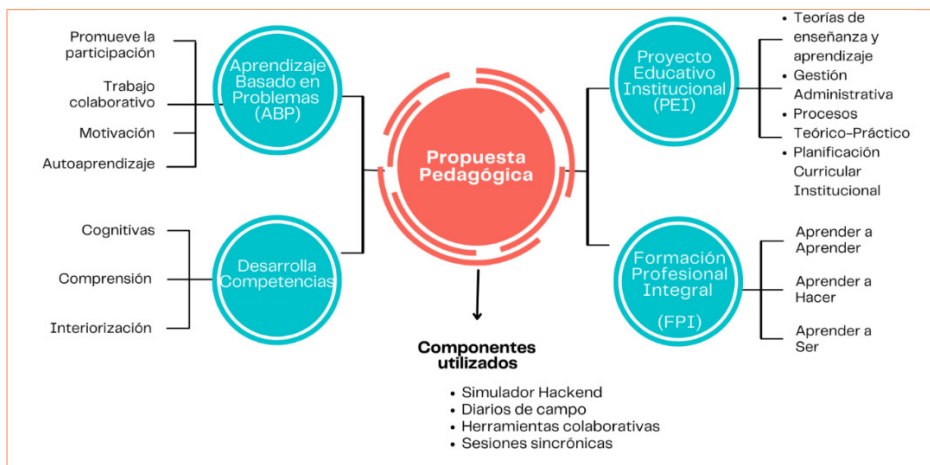 Promueve la
participación
Trabajo
colaborativo
Motivación
Autoaprendizaje
Aprendizaje
Basado en
Problemas
(ABP)
Cognitivas
Comprensión
Interiorización
Desarrolla
Competencias
Propuesta
Pedagógica
Proyecto
Educativo
Institucional
(PEI)
• Teorías de
enseñanza y
aprendizaje
• Gestión
Administrativa
• Procesos
Teórico-Práctico
• Planificación
Curricular
Institucional
Formación
Profesional
Integral
(FPI)
Aprender a
Aprender
Aprender a
Hacer
Aprender a
Ser
Componentes
utilizados
• Simulador Hackend
• Diarios de campo
• Herramientas colaborativas
• Sesiones sincrónicas